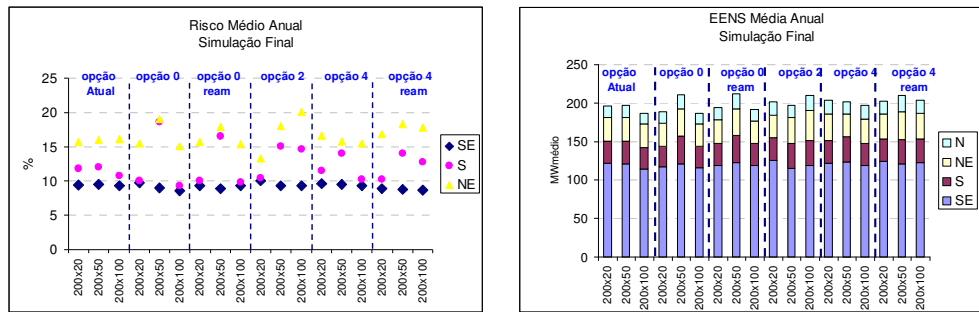 Risco Médio Anual
Simulação Final
opção Atual
opção 0
opção 0 ream
opção 2
opção 4
opção 4 ream
25
20
15
10
5
0
%
SE
S
NE
200x20
200x50
200x100
200x20
200x50
200x100
200x20
200x50
200x100
200x20
200x50
200x100
200x20
200x50
200x100
200x20
200x50
200x100
EENS Média Anual
Simulação Final
opção Atual
opção 0
opção 0 ream
opção 2
opção 4
opção 4 ream
250
200
150
100
50
0
MWmédio
N
NE
S
SE
200x20
200x50
200x100
200x20
200x50
200x100
200x20
200x50
200x100
200x20
200x50
200x100
200x20
200x50
200x100
200x20
200x50
200x100